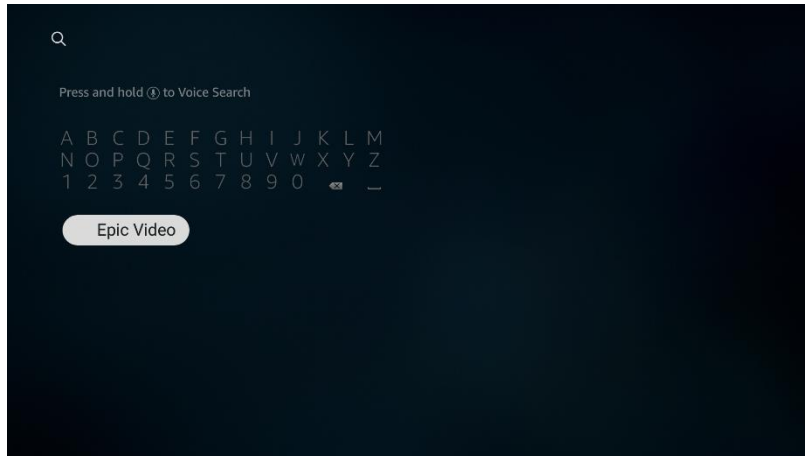 Press and hold to Voice Search
A B C D E F G H I J K L M
N O P Q R S T U V W X Y Z
1 2 3 4 5 6 7 8 9 0
Epic Video